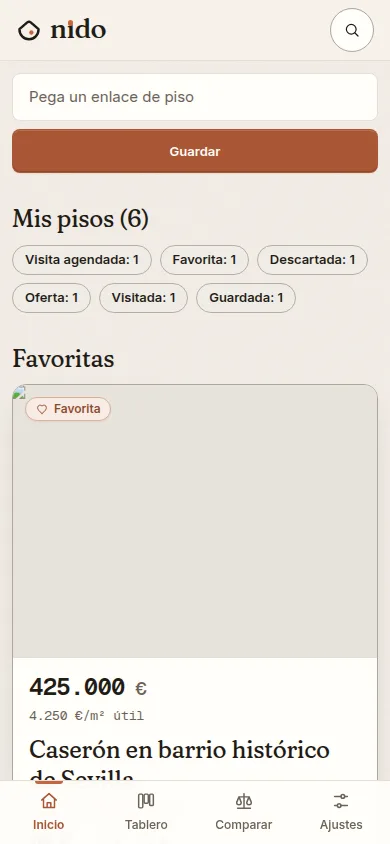 nido
Pega un enlace de piso
Guardar
Mis pisos (6)
Visita agendada: 1
Favorita: 1
Descartada: 1
Oferta: 1
Visitada: 1
Guardada: 1
Favoritas
Favorita
425.000 €
4.250 €/m² útil
Caserón en barrio histórico
de Sevilla
Inicio
Tablero
Comparar
Ajustes